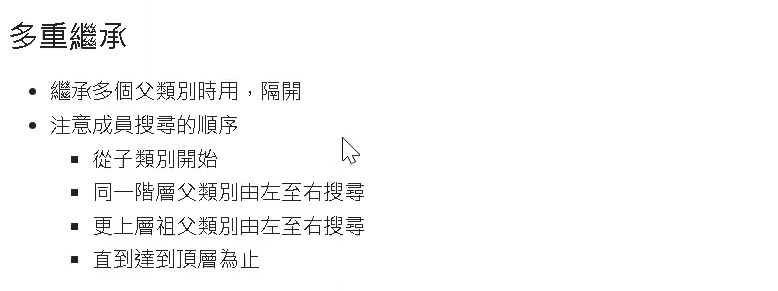 多重繼承
繼承多個父類別時用，隔開
注意成員搜尋的順序
從子類別開始
同一階層父類別由左至右搜尋
更上層祖父類別由左至右搜尋
直到達到頂層為止